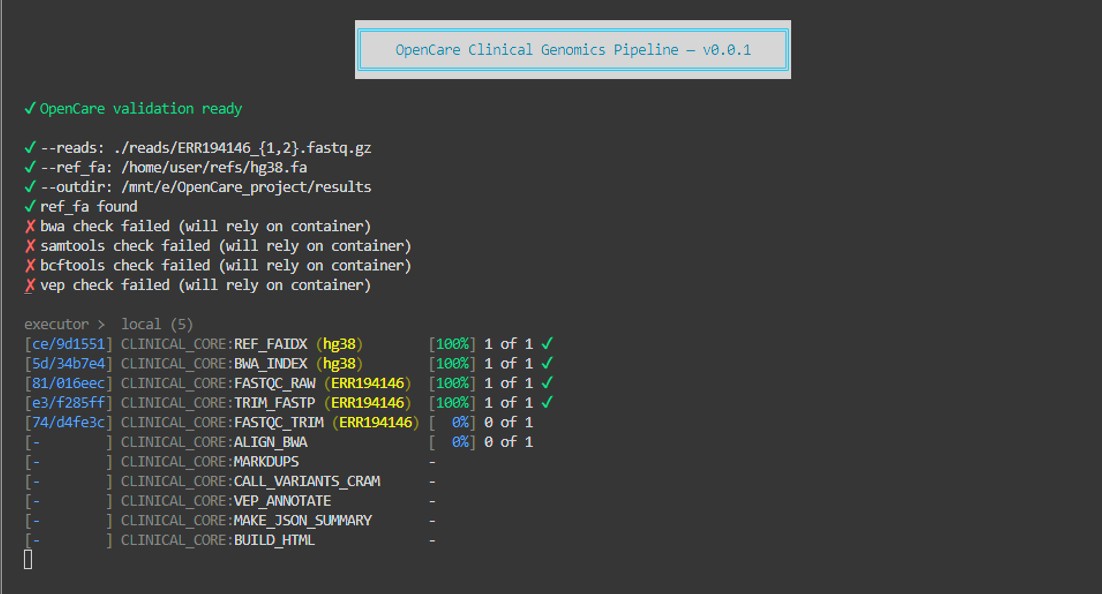 OpenCare Clinical Genomics Pipeline — v0.0.1
✓ OpenCare validation ready
✓ --reads: ./reads/ERR194146_{1,2}.fastq.gz
✓ --ref_fa: /home/user/refs/hg38.fa
✓ --outdir: /mnt/e/OpenCare_project/results
✓ ref_fa found
✗ bwa check failed (will rely on container)
✗ samtools check failed (will rely on container)
✗ bcftools check failed (will rely on container)
✗ vep check failed (will rely on container)
executor >  local (5)
[ce/9d1551] CLINICAL_CORE:REF_FAIDX (hg38)        [100%] 1 of 1 ✓
[5d/34b7e4] CLINICAL_CORE:BWA_INDEX (hg38)        [100%] 1 of 1 ✓
[81/016eec] CLINICAL_CORE:FASTQC_RAW (ERR194146)  [100%] 1 of 1 ✓
[e3/f285ff] CLINICAL_CORE:TRIM_FASTP (ERR194146)  [100%] 1 of 1 ✓
[74/d4fe3c] CLINICAL_CORE:FASTQC_TRIM (ERR194146) [  0%] 0 of 1
[-        ] CLINICAL_CORE:ALIGN_BWA               [  0%] 0 of 1
[-        ] CLINICAL_CORE:MARKDUPS                -
[-        ] CLINICAL_CORE:CALL_VARIANTS_CRAM      -
[-        ] CLINICAL_CORE:VEP_ANNOTATE            -
[-        ] CLINICAL_CORE:MAKE_JSON_SUMMARY       -
[-        ] CLINICAL_CORE:BUILD_HTML              -